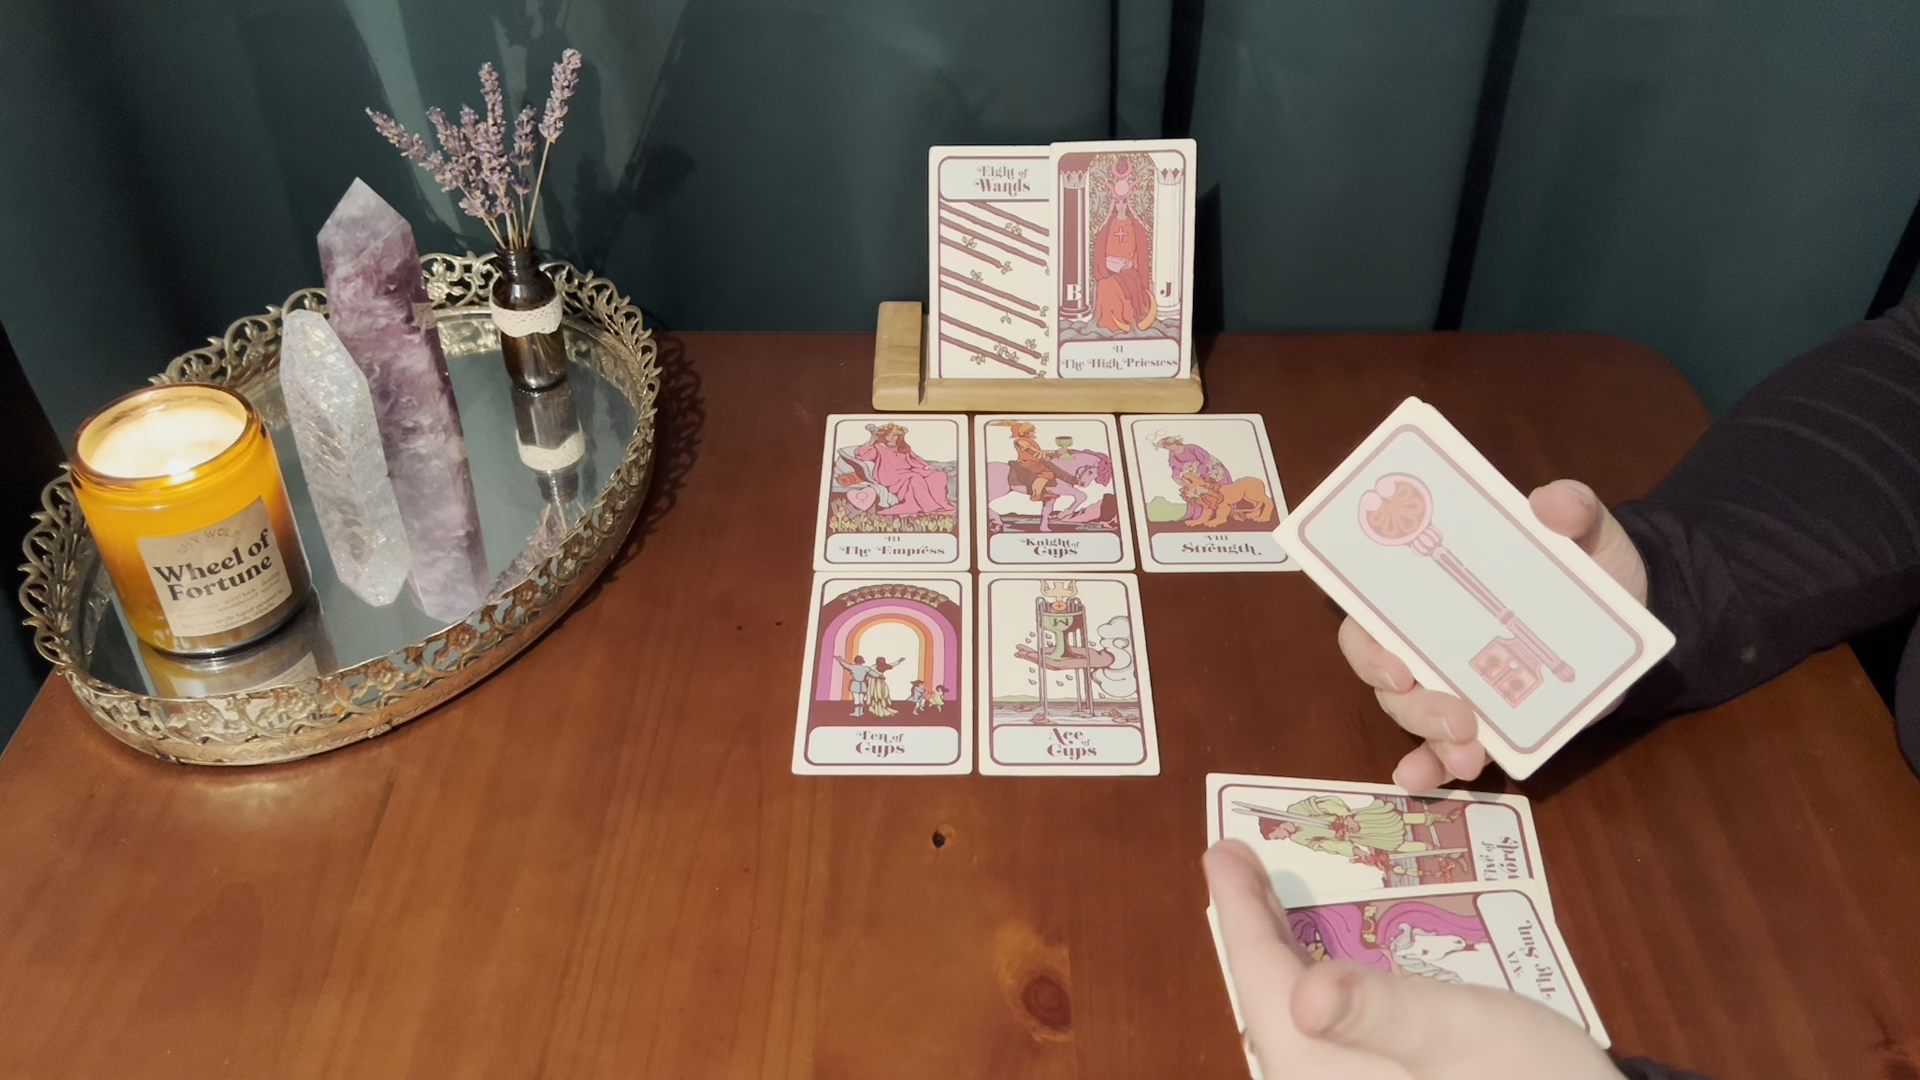 Eight of
Wands
B
J
II
The High Priestess
III
The Empress
Knight of
Cups
VIII
Strength
Ten of
Cups
Ace of
Cups
Five of
XIX
The Sun
Wheel of
Fortune